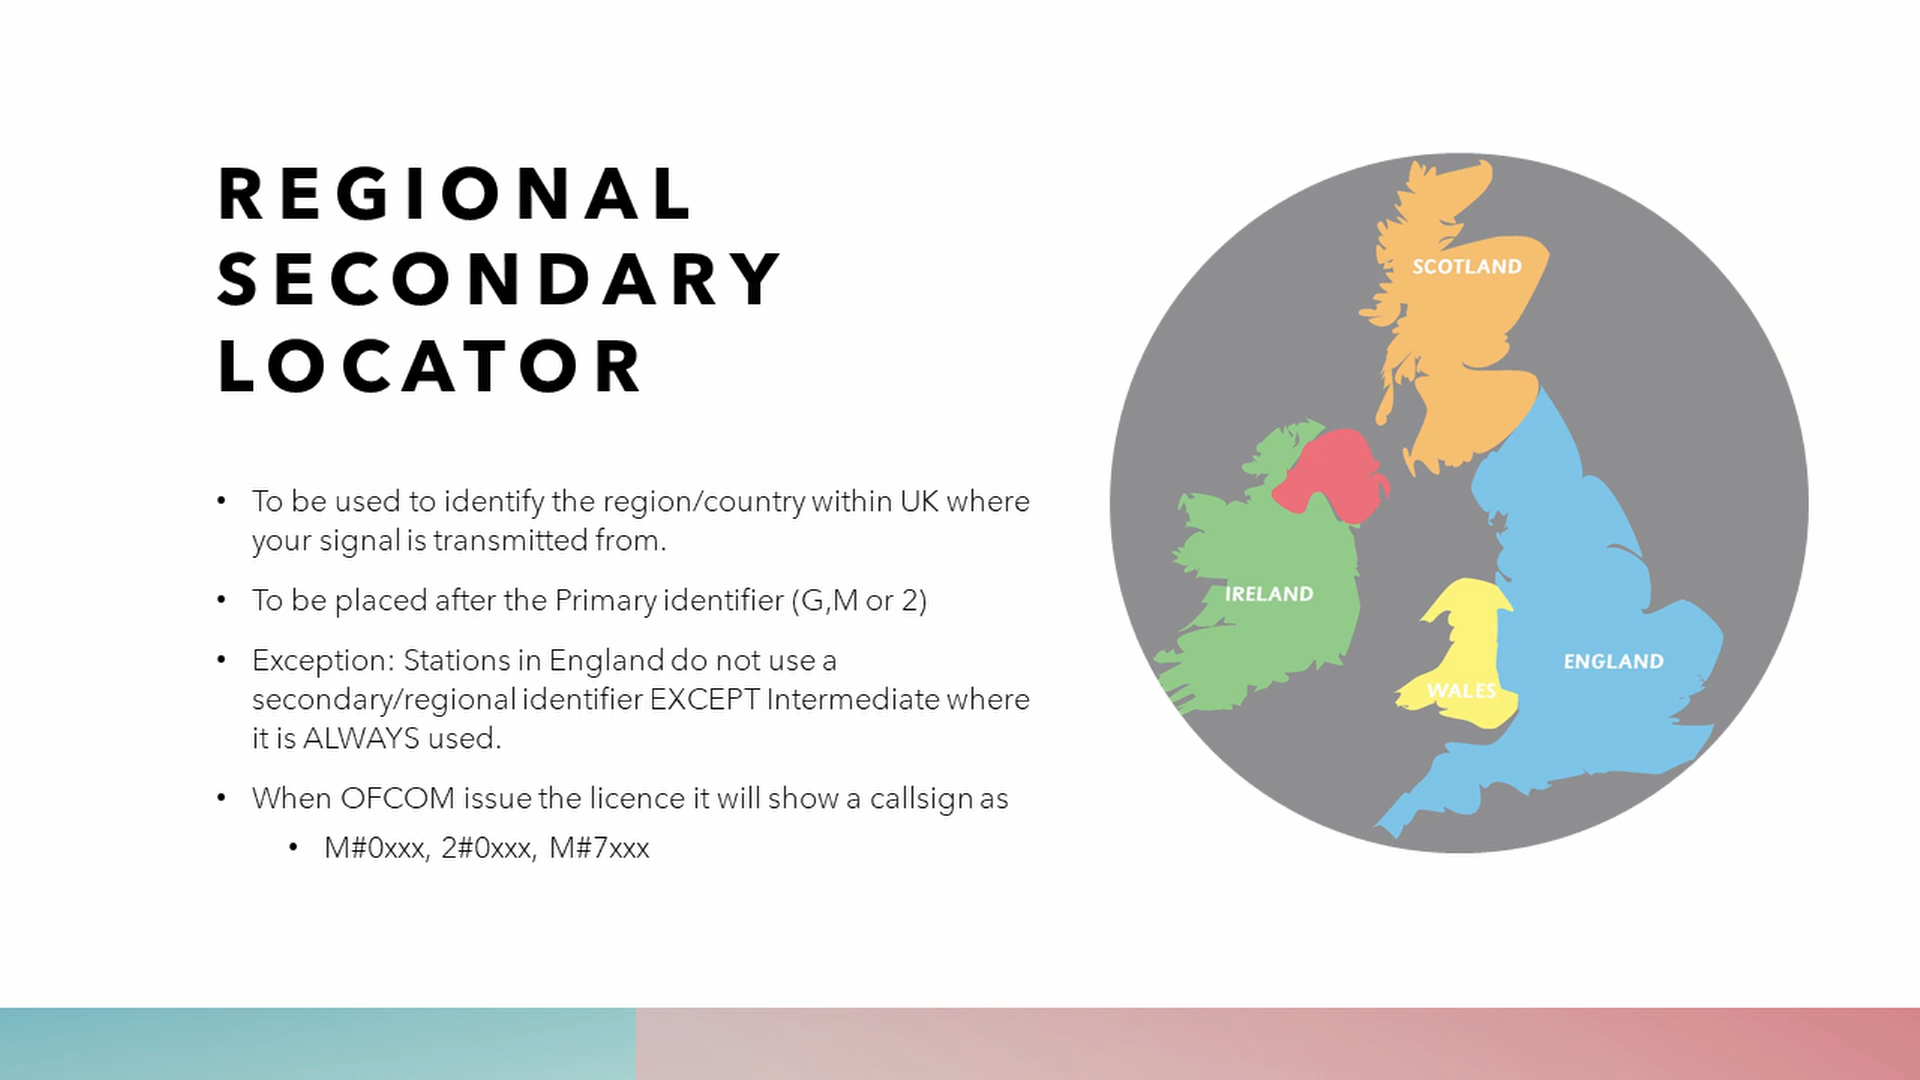 REGIONAL
SECONDARY
LOCATOR
• To be used to identify the region/country within UK where
your signal is transmitted from.
• To be placed after the Primary identifier (G,M or 2)
• Exception: Stations in England do not use a
secondary/regional identifier EXCEPT Intermediate where
it is ALWAYS used.
• When OFCOM issue the licence it will show a callsign as
• M#0xxx, 2#0xxx, M#7xxx
SCOTLAND
IRELAND
ENGLAND
WALES